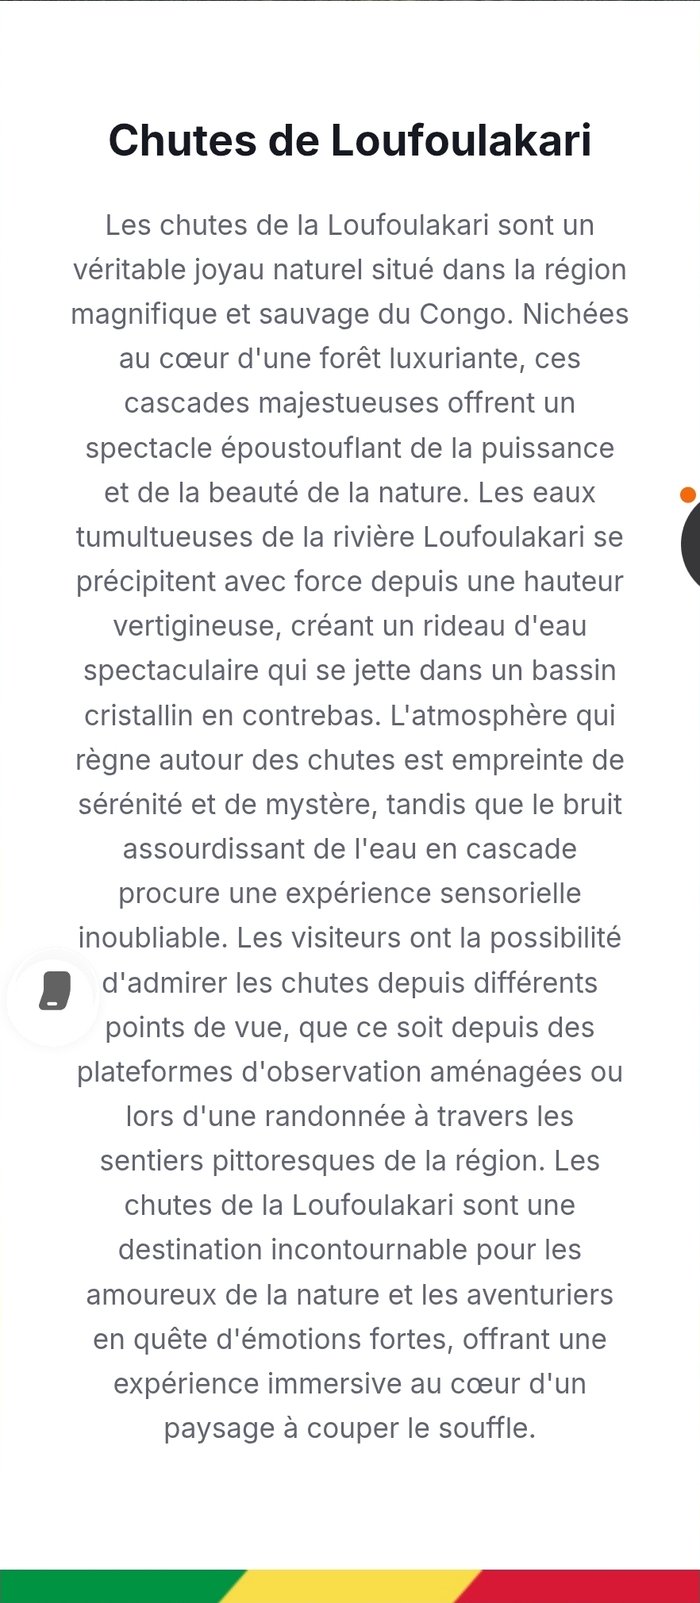 Chutes de Loufoulakari
Les chutes de la Loufoulakari sont un
véritable joyau naturel situé dans la région
magnifique et sauvage du Congo. Nichées
au cœur d'une forêt luxuriante, ces
cascades majestueuses offrent un
spectacle époustouflant de la puissance
et de la beauté de la nature. Les eaux
tumultueuses de la rivière Loufoulakari se
précipitent avec force depuis une hauteur
vertigineuse, créant un rideau d'eau
spectaculaire qui se jette dans un bassin
cristallin en contrebas. L'atmosphère qui
règne autour des chutes est empreinte de
sérénité et de mystère, tandis que le bruit
assourdissant de l'eau en cascade
procure une expérience sensorielle
inoubliable. Les visiteurs ont la possibilité
d'admirer les chutes depuis différents
points de vue, que ce soit depuis des
plateformes d'observation aménagées ou
lors d'une randonnée à travers les
sentiers pittoresques de la région. Les
chutes de la Loufoulakari sont une
destination incontournable pour les
amoureux de la nature et les aventuriers
en quête d'émotions fortes, offrant une
expérience immersive au cœur d'un
paysage à couper le souffle.